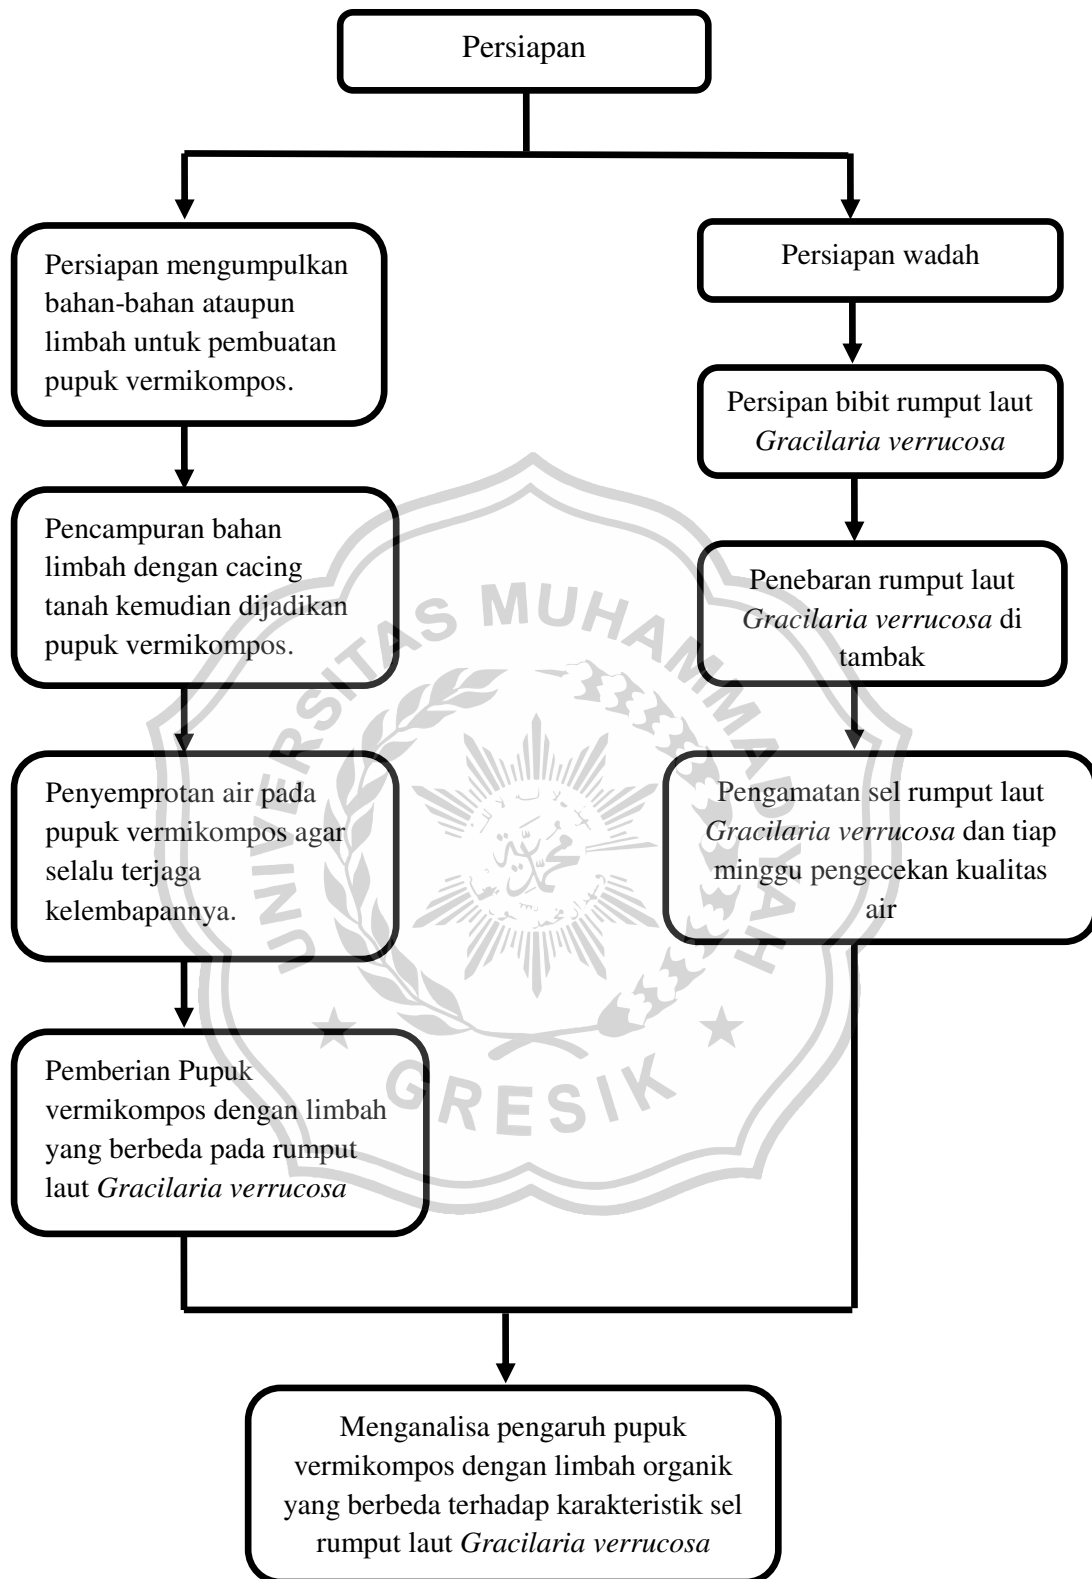 Persiapan
Persiapan mengumpulkan
bahan-bahan ataupun
limbah untuk pembuatan
pupuk vermikompos.
Pencampuran bahan
limbah dengan cacing
tanah kemudian dijadikan
pupuk vermikompos.
Penyemprotan air pada
pupuk vermikompos agar
selalu terjaga
kelembapannya.
Pemberian Pupuk
vermikompos dengan limbah
yang berbeda pada rumput
laut Gracilaria verrucosa
Persiapan wadah
Persipan bibit rumput laut
Gracilaria verrucosa
Penebaran rumput laut
Gracilaria verrucosa di
tambak
Pengamatan sel rumput laut
Gracilaria verrucosa dan tiap
minggu pengecekan kualitas
air
Menganalisa pengaruh pupuk
vermikompos dengan limbah organik
yang berbeda terhadap karakteristik sel
rumput laut Gracilaria verrucosa
UNIVERSITAS MUHAMMADIYAH
GRESIK